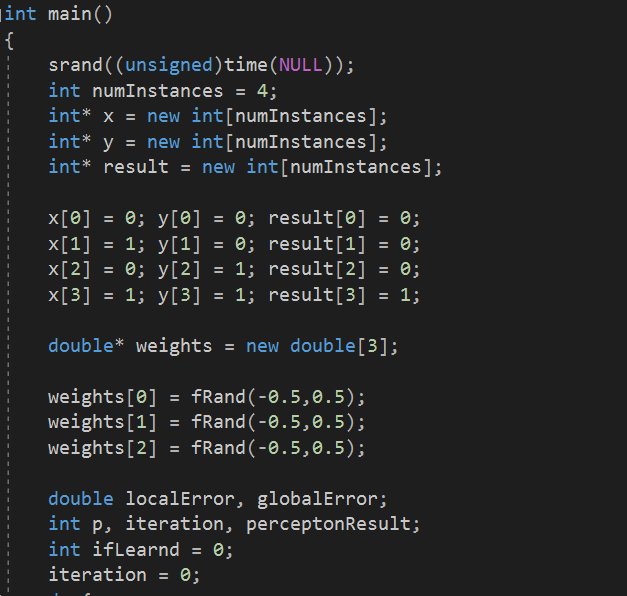 int main()
{
srand((unsigned)time(NULL));
int numInstances = 4;
int* x = new int[numInstances];
int* y = new int[numInstances];
int* result = new int[numInstances];
x[0] = 0; y[0] = 0; result[0] = 0;
x[1] = 1; y[1] = 0; result[1] = 0;
x[2] = 0; y[2] = 1; result[2] = 0;
x[3] = 1; y[3] = 1; result[3] = 1;
double* weights = new double[3];
weights[0] = fRand(-0.5,0.5);
weights[1] = fRand(-0.5,0.5);
weights[2] = fRand(-0.5,0.5);
double localError, globalError;
int p, iteration, perceptonResult;
int ifLearnd = 0;
iteration = 0;